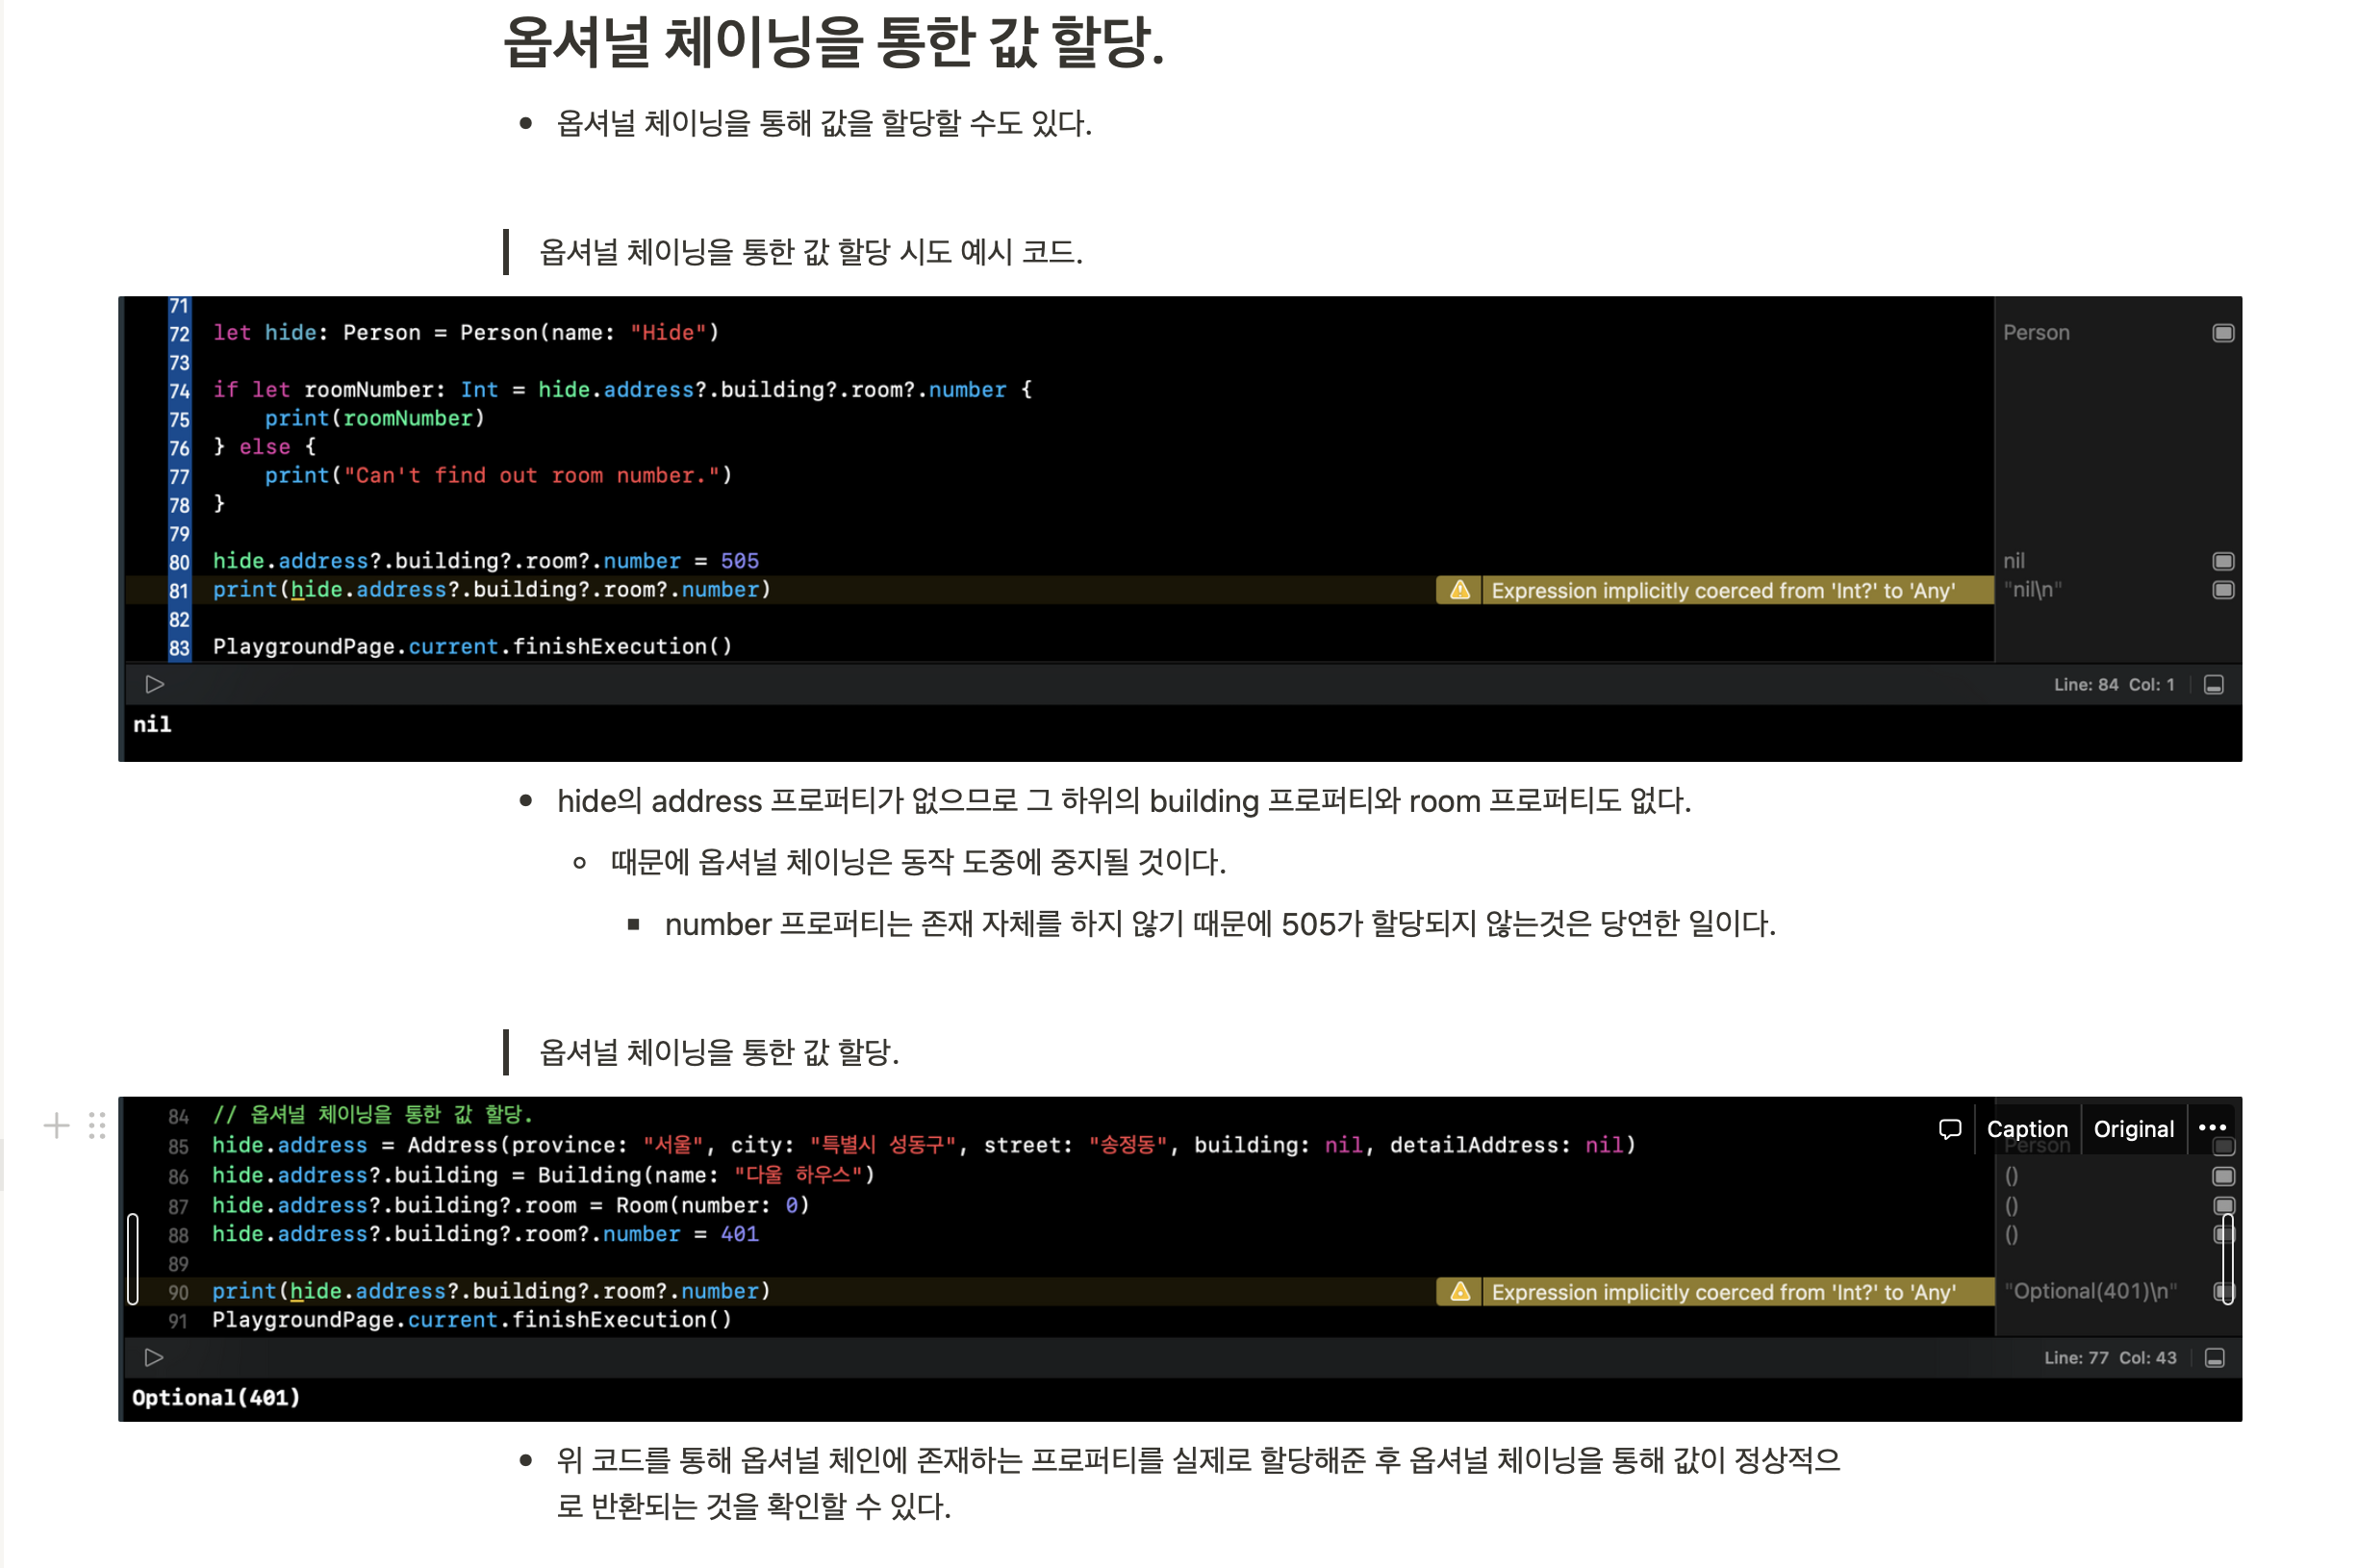 옵셔널 체이닝을 통한 값 할당.
옵셔널 체이닝을 통해 값을 할당할 수도 있다.
옵셔널 체이닝을 통한 값 할당 시도 예시 코드.
71
72 let hide: Person = Person(name: "Hide") Person
73
74 if let roomNumber: Int = hide.address?.building?.room?.number {
75 print(roomNumber)
76 } else {
77 print("Can't find out room number.")
78 }
79
80 hide.address?.building?.room?.number = 505 nil
81 print(hide.address?.building?.room?.number) Expression implicitly coerced from 'Int?' to 'Any' "nil\n"
82
83 PlaygroundPage.current.finishExecution()
Line: 84 Col: 1
nil
hide의 address 프로퍼티가 없으므로 그 하위의 building 프로퍼티와 room 프로퍼티도 없다.
때문에 옵셔널 체이닝은 동작 도중에 중지될 것이다.
number 프로퍼티는 존재 자체를 하지 않기 때문에 505가 할당되지 않는것은 당연한 일이다.
옵셔널 체이닝을 통한 값 할당.
84 // 옵셔널 체이닝을 통한 값 할당.
Caption Original
85 hide.address = Address(province: "서울", city: "특별시 성동구", street: "송정동", building: nil, detailAddress: nil) Person
86 hide.address?.building = Building(name: "다울 하우스") ()
87 hide.address?.building?.room = Room(number: 0) ()
88 hide.address?.building?.room?.number = 401 ()
89
90 print(hide.address?.building?.room?.number) Expression implicitly coerced from 'Int?' to 'Any' "Optional(401)\n"
91 PlaygroundPage.current.finishExecution()
Line: 77 Col: 43
Optional(401)
위 코드를 통해 옵셔널 체인에 존재하는 프로퍼티를 실제로 할당해준 후 옵셔널 체이닝을 통해 값이 정상적으
로 반환되는 것을 확인할 수 있다.